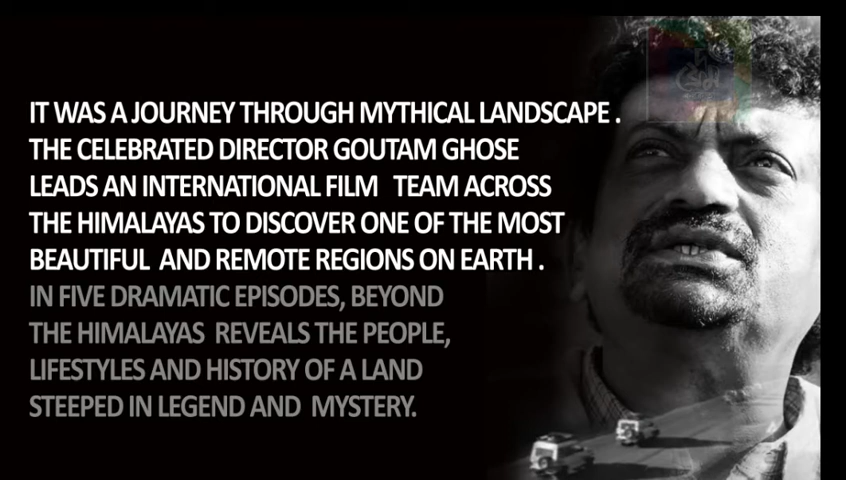 IT WAS A JOURNEY THROUGH MYTHICAL LANDSCAPE .
THE CELEBRATED DIRECTOR GOUTAM GHOSE
LEADS AN INTERNATIONAL FILM TEAM ACROSS
THE HIMALAYAS TO DISCOVER ONE OF THE MOST
BEAUTIFUL AND REMOTE REGIONS ON EARTH .
IN FIVE DRAMATIC EPISODES, BEYOND
THE HIMALAYAS REVEALS THE PEOPLE,
LIFESTYLES AND HISTORY OF A LAND
STEEPED IN LEGEND AND MYSTERY.